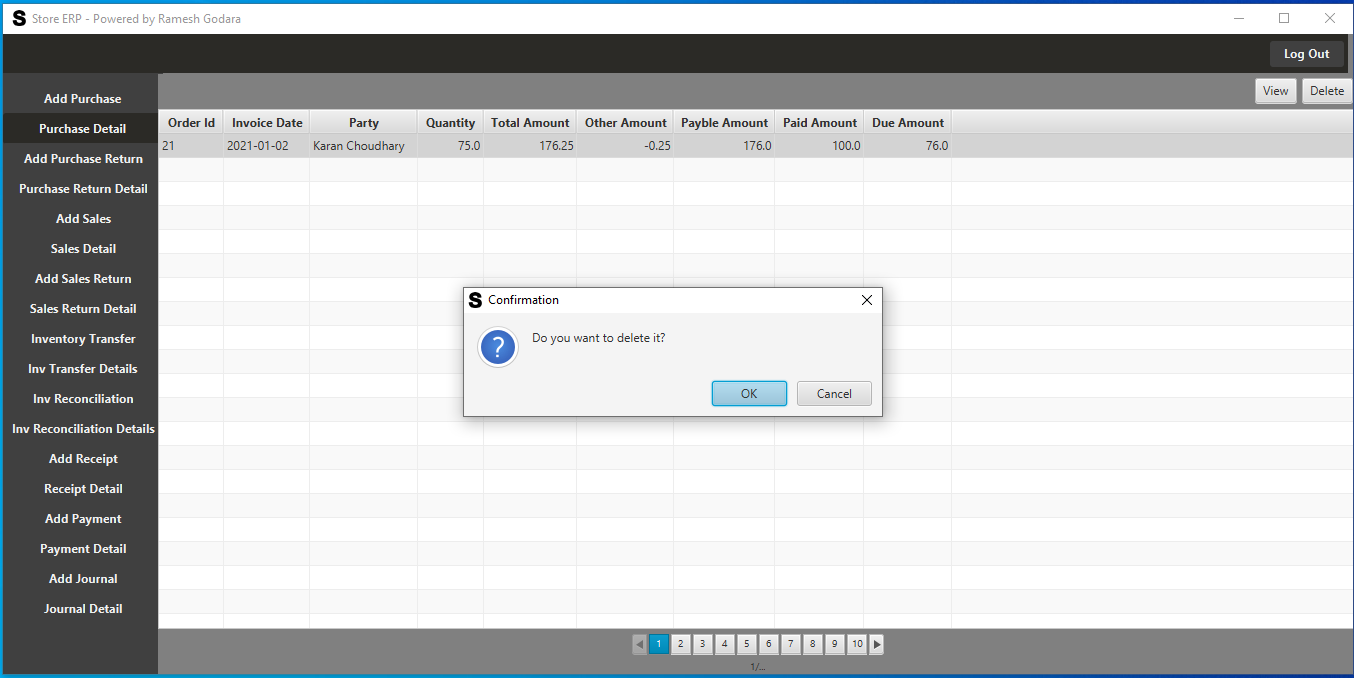 S Store ERP - Powered by Ramesh Godara
Log Out
View Delete
Add Purchase
Purchase Detail
Add Purchase Return
Purchase Return Detail
Add Sales
Sales Detail
Add Sales Return
Sales Return Detail
Inventory Transfer
Inv Transfer Details
Inv Reconciliation
Inv Reconciliation Details
Add Receipt
Receipt Detail
Add Payment
Payment Detail
Add Journal
Journal Detail
Order Id Invoice Date Party Quantity Total Amount Other Amount Payble Amount Paid Amount Due Amount
21 2021-01-02 Karan Choudhary 75.0 176.25 -0.25 176.0 100.0 76.0
S Confirmation
? Do you want to delete it?
OK Cancel
1 2 3 4 5 6 7 8 9 10
1/...